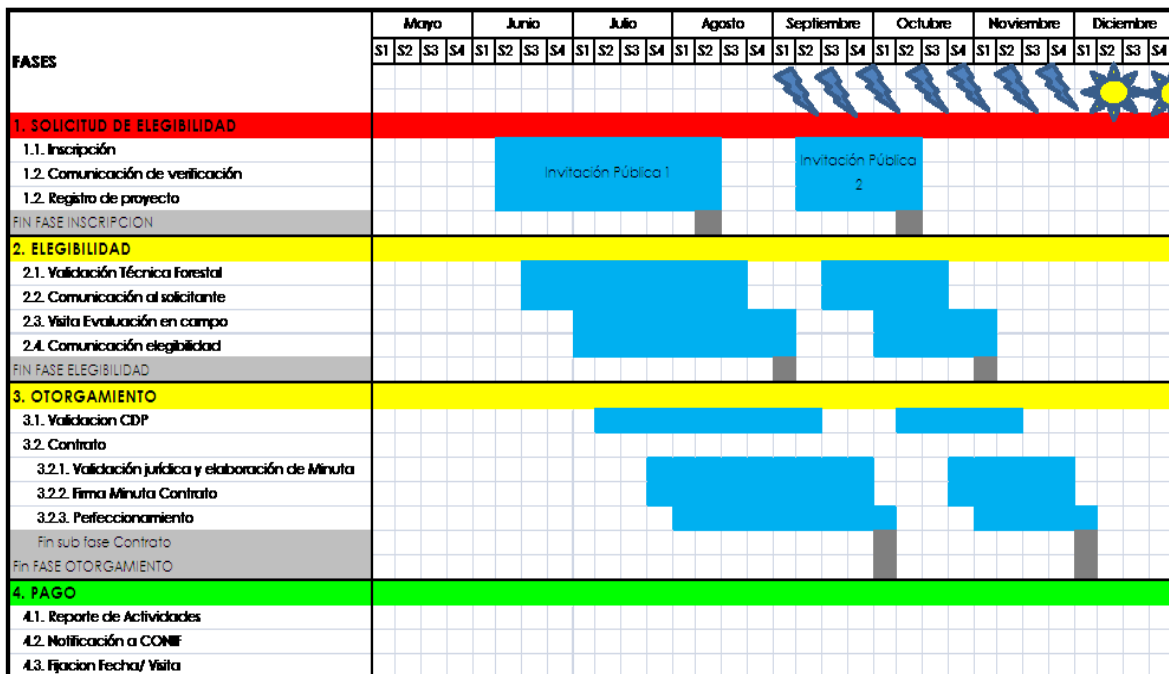 Mayo Junio Julio Agosto Septiembre Octubre Noviembre Diciembre
FASES
S1 S2 S3 S4 S1 S2 S3 S4 S1 S2 S3 S4 S1 S2 S3 S4 S1 S2 S3 S4 S1 S2 S3 S4 S1 S2 S3 S4 S1 S2 S3 S4
1. SOLICITUD DE ELEGIBILIDAD
1.1. Inscripción
1.2. Comunicación de verificación
1.2. Registro de proyecto
Invitación Pública 1
Invitación Pública
2
FIN FASE INSCRIPCION
2. ELEGIBILIDAD
2.1. Validación Técnica Forestal
2.2. Comunicación al solicitante
2.3. Visita Evaluación en campo
2.4. Comunicación elegibilidad
FIN FASE ELEGIBILIDAD
3. OTORGAMIENTO
3.1. Validacion CDP
3.2. Contrato
3.2.1. Validación jurídica y elaboración de Minuta
3.2.2. Firma Minuta Contrato
3.2.3. Perfeccionamiento
Fin sub fase Contrato
Fin FASE OTORGAMIENTO
4. PAGO
4.1. Reporte de Actividades
4.2. Notificación a CONIF
4.3. Fijacion Fecha/ Visita